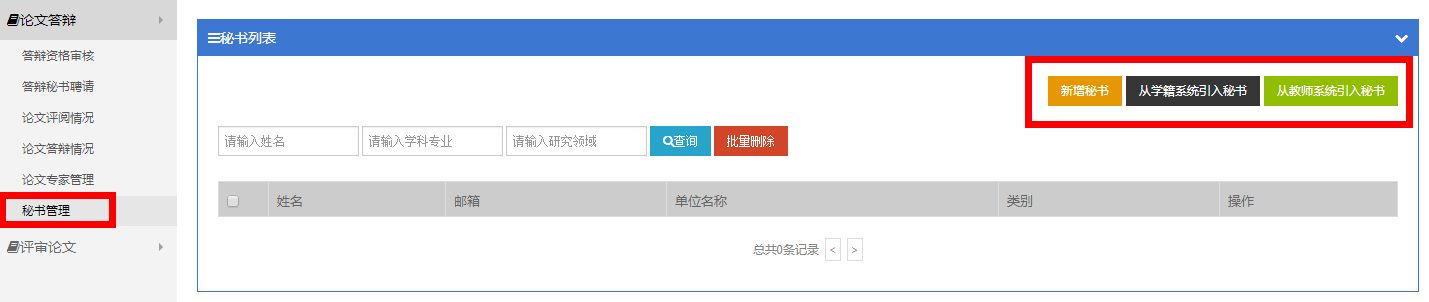 论文答辩
答辩资格审核
答辩秘书聘请
论文评阅情况
论文答辩情况
论文专家管理
秘书管理
评审论文
秘书列表
新增秘书 从学籍系统引入秘书 从教师系统引入秘书
请输入姓名 请输入学科专业 请输入研究领域 查询 批量删除
姓名 邮箱 单位名称 类别 操作
总共0条记录 < >